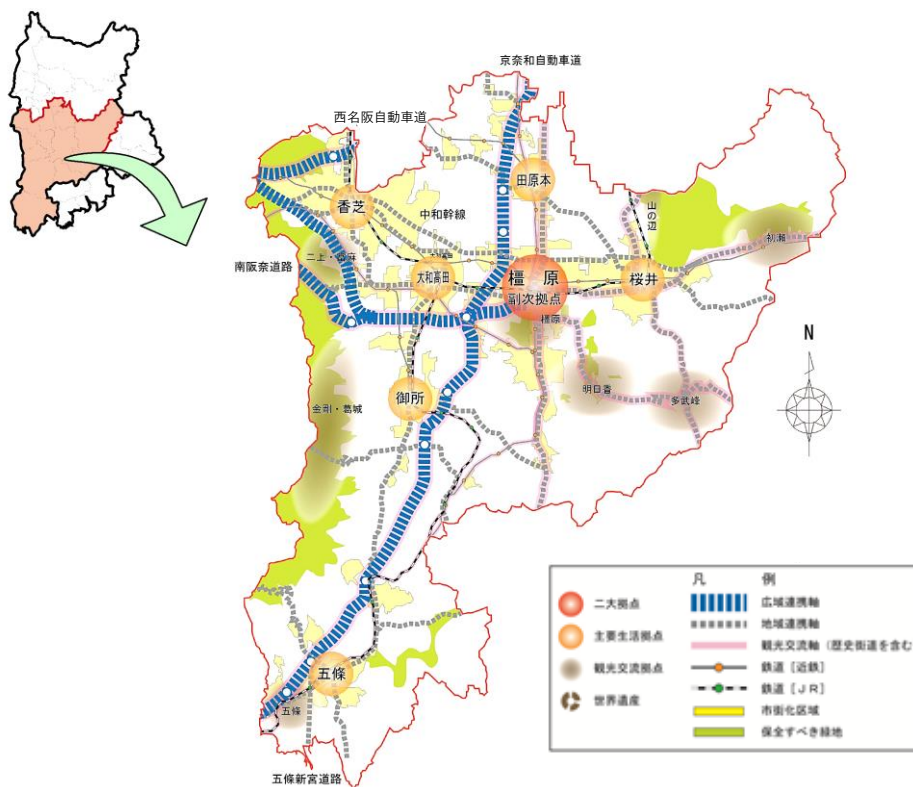 京奈和自動車道
西名阪自動車道
田原本
香芝
中和幹線
山の辺
初瀬
二上・當麻
南阪奈道路
大和高田
橿 原
副次拠点
桜井
橿原
N
明日香
多武峰
御所
金剛・葛城
五條
五條
五條新宮道路
凡 例
二大拠点
広域連携軸
地域連携軸
主要生活拠点
観光交流軸（歴史街道を含む
観光交流拠点
鉄道［近鉄］
世界遺産
鉄道［ＪＲ］
市街化区域
保全すべき緑地